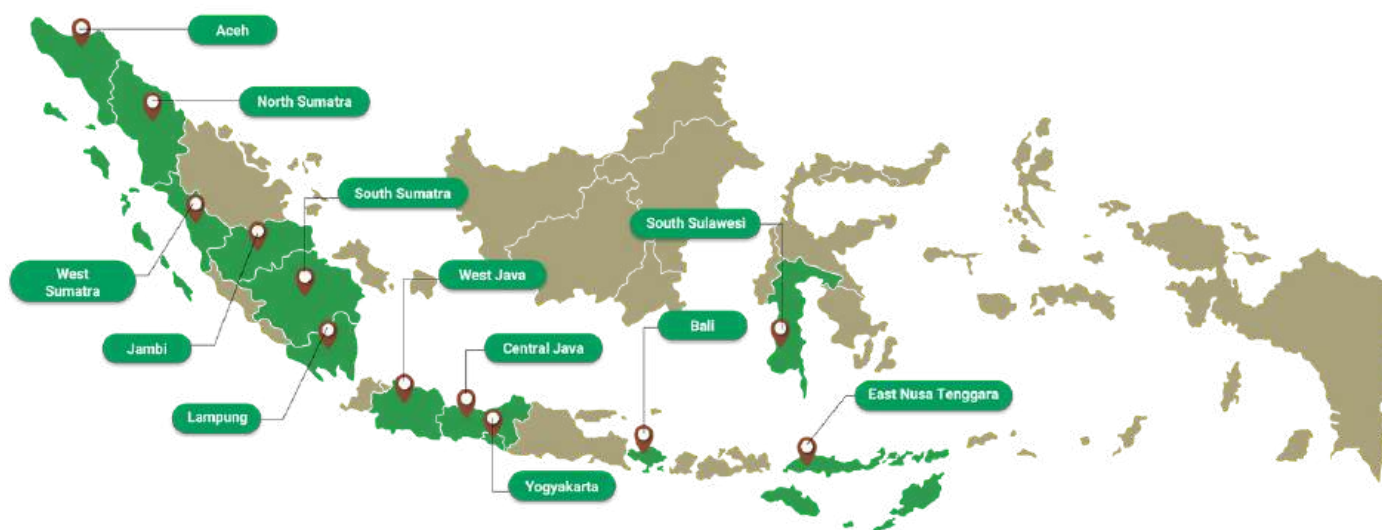 Aceh
North Sumatra
South Sumatra
South Sulawesi
West
Sumatra
West Java
Bali
Jambi
Central Java
East Nusa Tenggara
Lampung
Yogyakarta